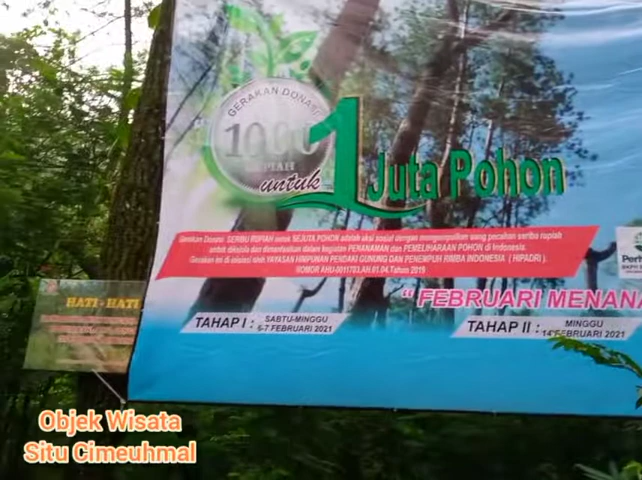 GERAKAN DONASI
1000
RUPIAH
untuk
1 Juta Pohon
Gerakan Donasi SERIBU RUPIAH untuk SEJUTA POHON adalah aksi sosial dengan mengumpulkan uang pecahan seribu rupiah
untuk dikelola dan dimanfaatkan dalam kegiatan PENANAMAN dan PEMELIHARAAN POHON di Indonesia.
Gerakan ini di inisiasi oleh YAYASAN HIMPUNAN PENDAKI GUNUNG DAN PENEMPUH RIMBA INDONESIA ( HIPADRI ).
NOMOR AHU-0011703.AH.01.04.Tahun 2019
Perh
" FEBRUARI MENANA
TAHAP I : SABTU-MINGGU
6-7 FEBRUARI 2021
TAHAP II : MINGGU
14 FEBRUARI 2021
HATI - HATI
Objek Wisata
Situ Cimeuhmal